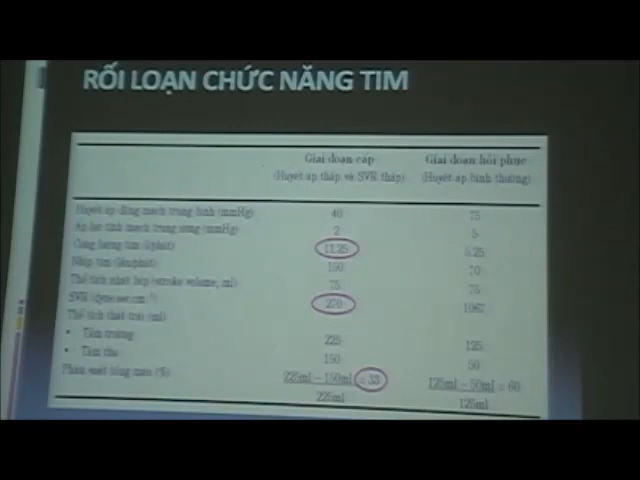 RỐI LOẠN CHỨC NĂNG TIM
Giai đoạn cấp Giai đoạn hồi phục
(Huyết áp thấp và SVR thấp) (Huyết áp bình thường)
Huyết áp động mạch trung bình (mmHg) 40 75
Áp lực tĩnh mạch trung ương (mmHg) 2 5
Cung lượng tim (l/phút) 11.25 5.25
Nhịp tim (lần/phút) 150 70
Thể tích nhát bóp (stroke volume, ml) 75 75
SVR (dyne.sec.cm⁻⁵) 270 1067
Thể tích thất trái (ml)
• Tâm trương 225 125
• Tâm thu 150 50
Phân suất tống máu (%) 225ml – 150ml = 33 125ml – 50ml = 60
225ml 125ml